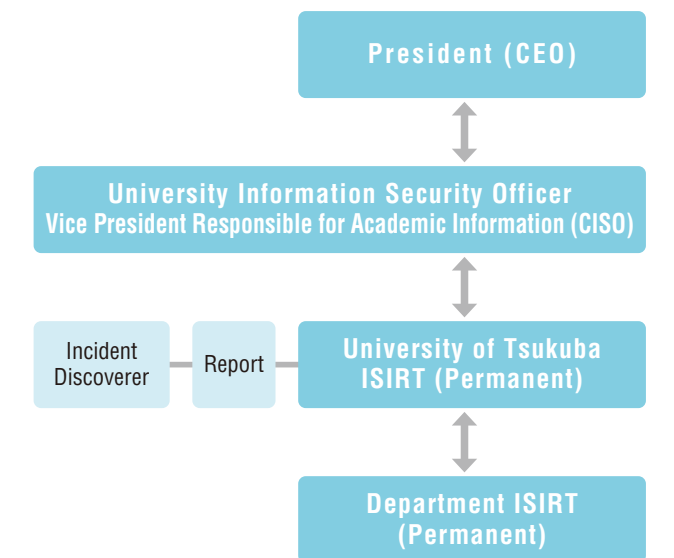 President (CEO)
University Information Security Officer
Vice President Responsible for Academic Information (CISO)
Incident
Discoverer
Report
University of Tsukuba
ISIRT (Permanent)
Department ISIRT
(Permanent)